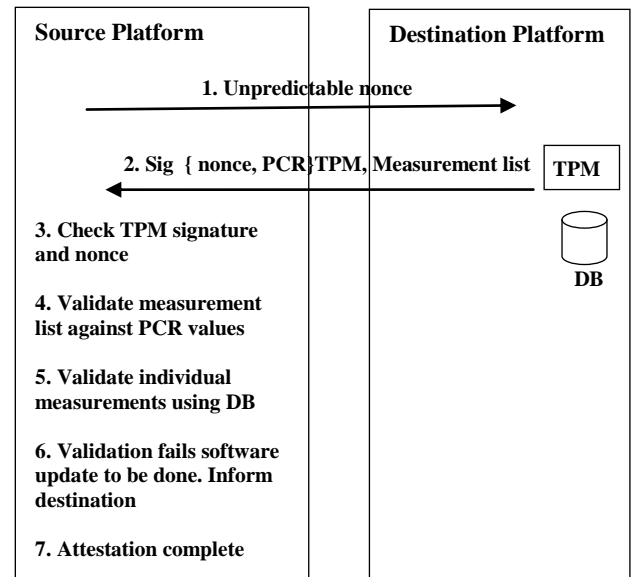 Source Platform
Destination Platform
1. Unpredictable nonce
2. Sig { nonce, PCR}TPM, Measurement list
TPM
DB
3. Check TPM signature
and nonce
4. Validate measurement
list against PCR values
5. Validate individual
measurements using DB
6. Validation fails software
update to be done. Inform
destination
7. Attestation complete